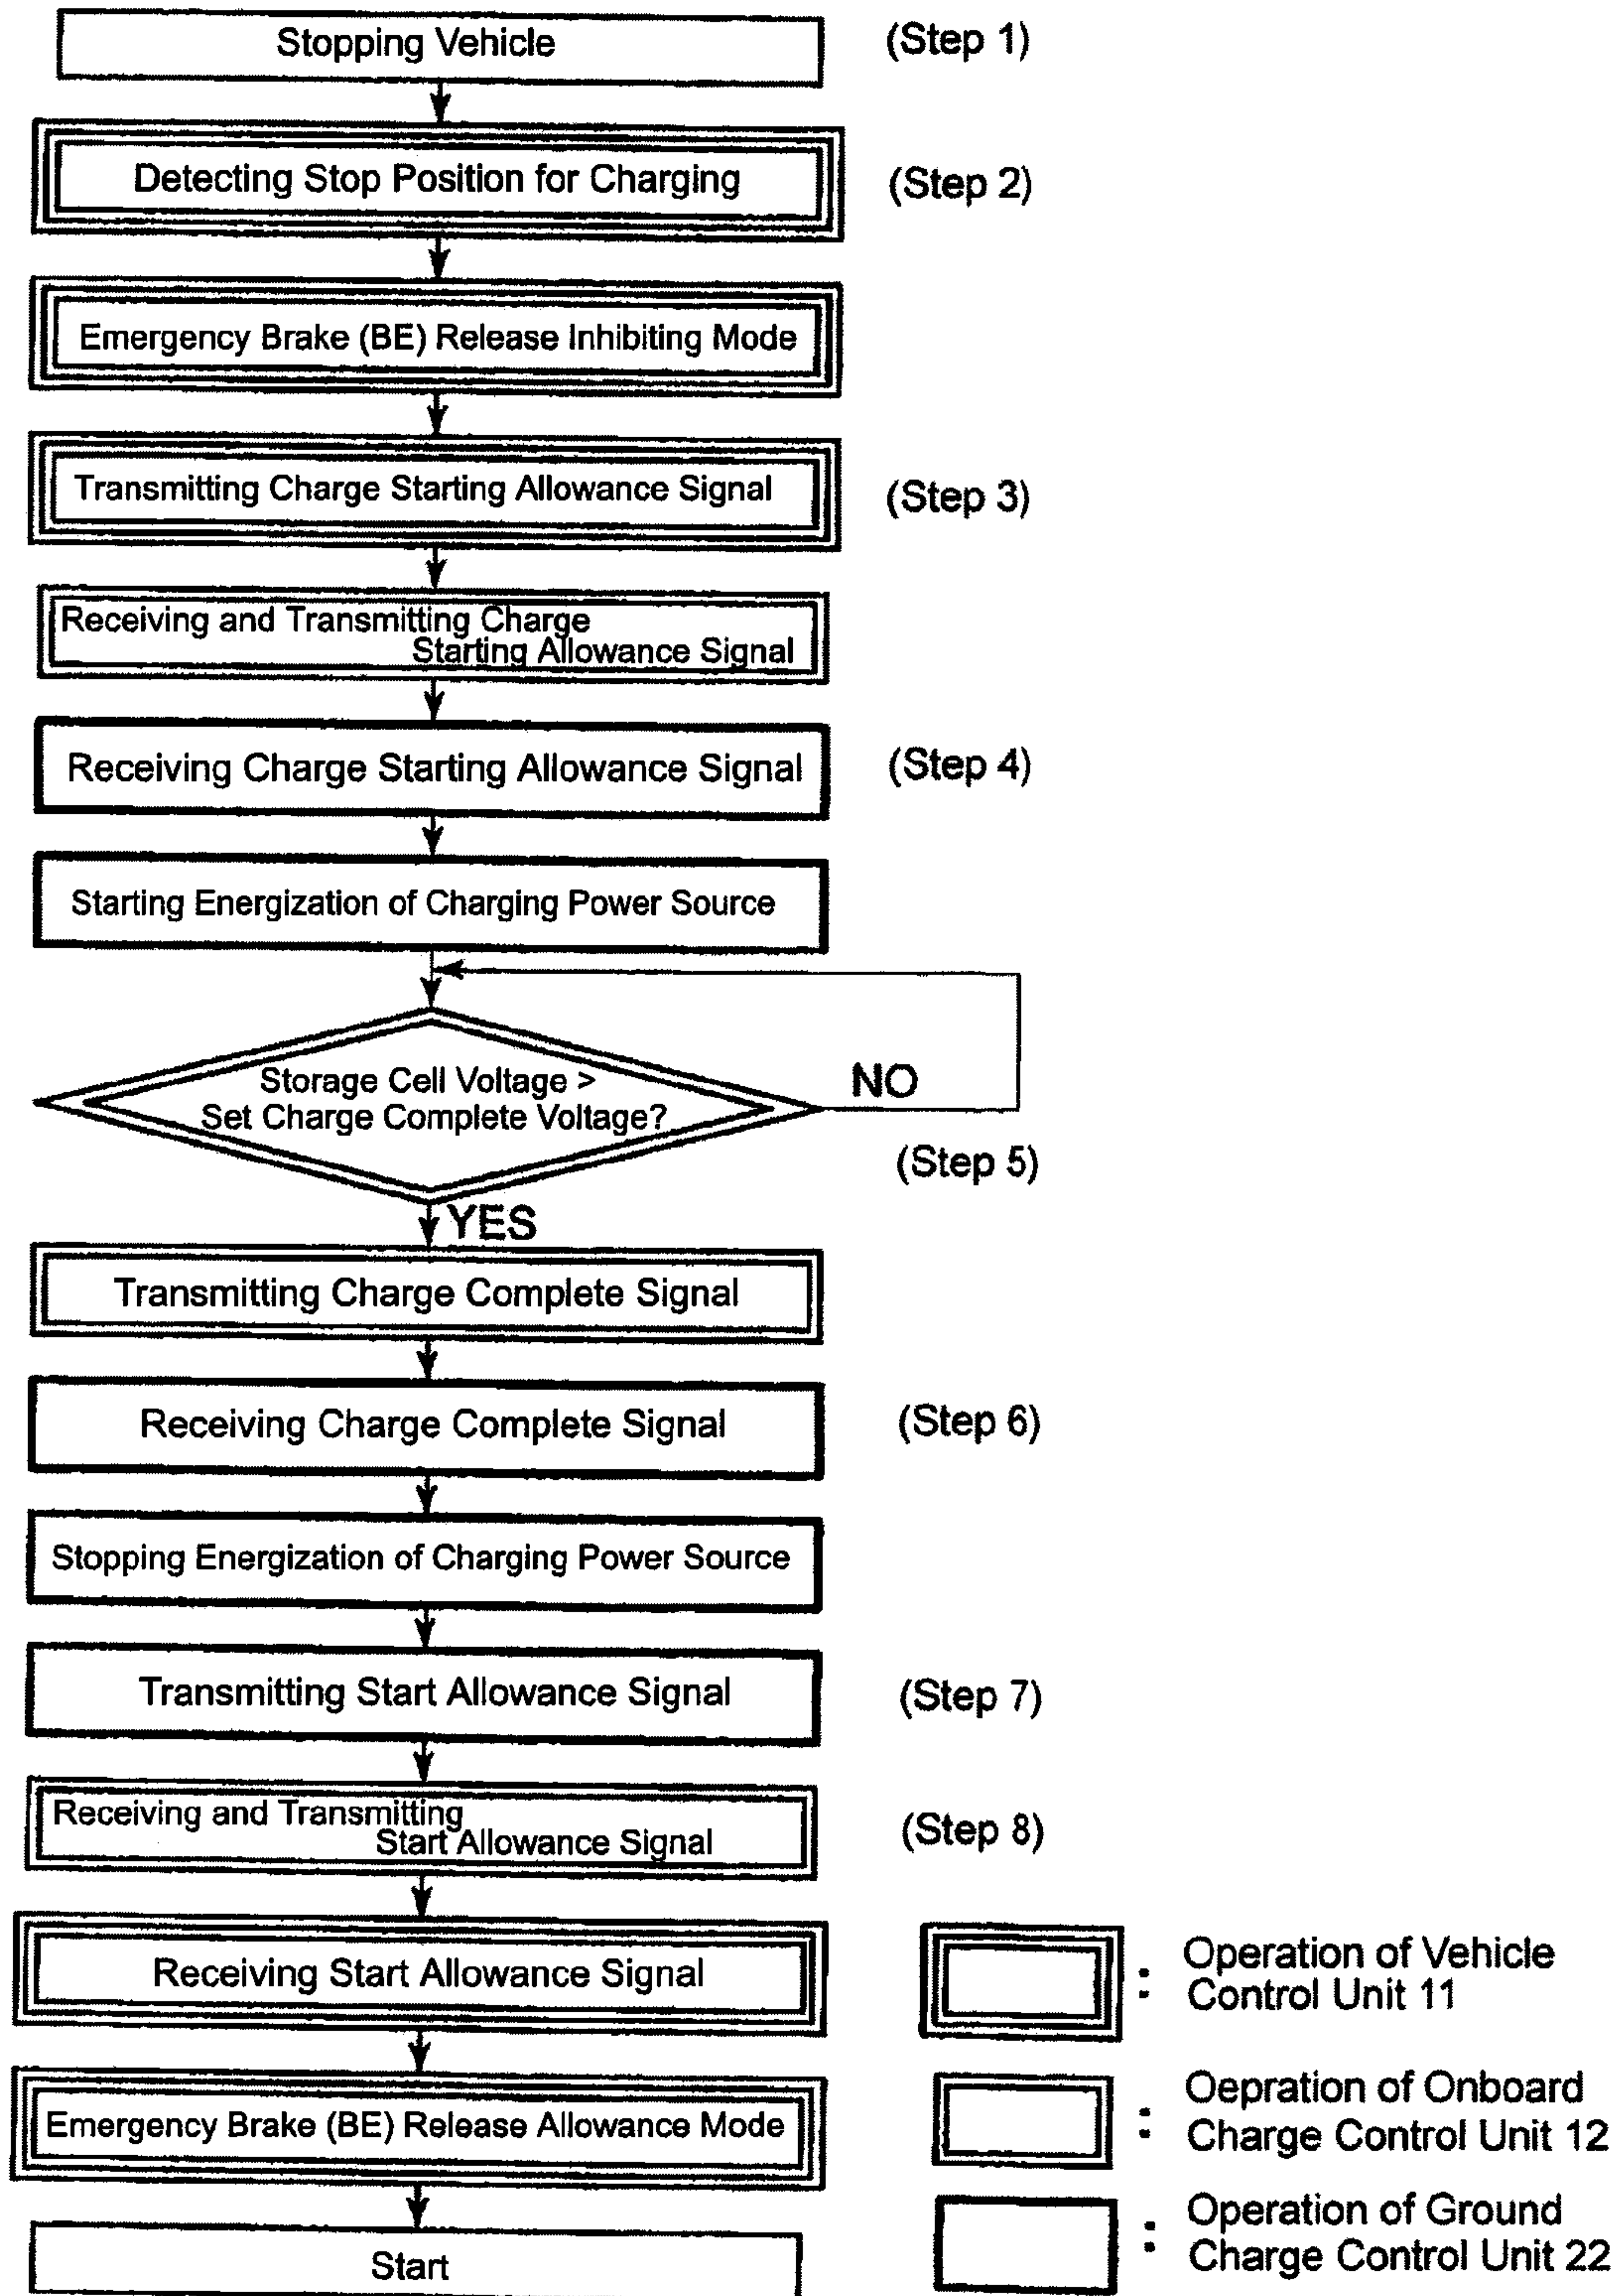 Stopping Vehicle
(Step 1)
Detecting Stop Position for Charging
(Step 2)
Emergency Brake (BE) Release Inhibiting Mode
Transmitting Charge Starting Allowance Signal
(Step 3)
Receiving and Transmitting Charge
Starting Allowance Signal
Receiving Charge Starting Allowance Signal
(Step 4)
Starting Energization of Charging Power Source
Storage Cell Voltage >
Set Charge Complete Voltage?
NO
(Step 5)
YES
Transmitting Charge Complete Signal
Receiving Charge Complete Signal
(Step 6)
Stopping Energization of Charging Power Source
Transmitting Start Allowance Signal
(Step 7)
Receiving and Transmitting
Start Allowance Signal
(Step 8)
Receiving Start Allowance Signal
Emergency Brake (BE) Release Allowance Mode
Start
: Operation of Vehicle
Control Unit 11
: Oepration of Onboard
Charge Control Unit 12
: Operation of Ground
Charge Control Unit 22